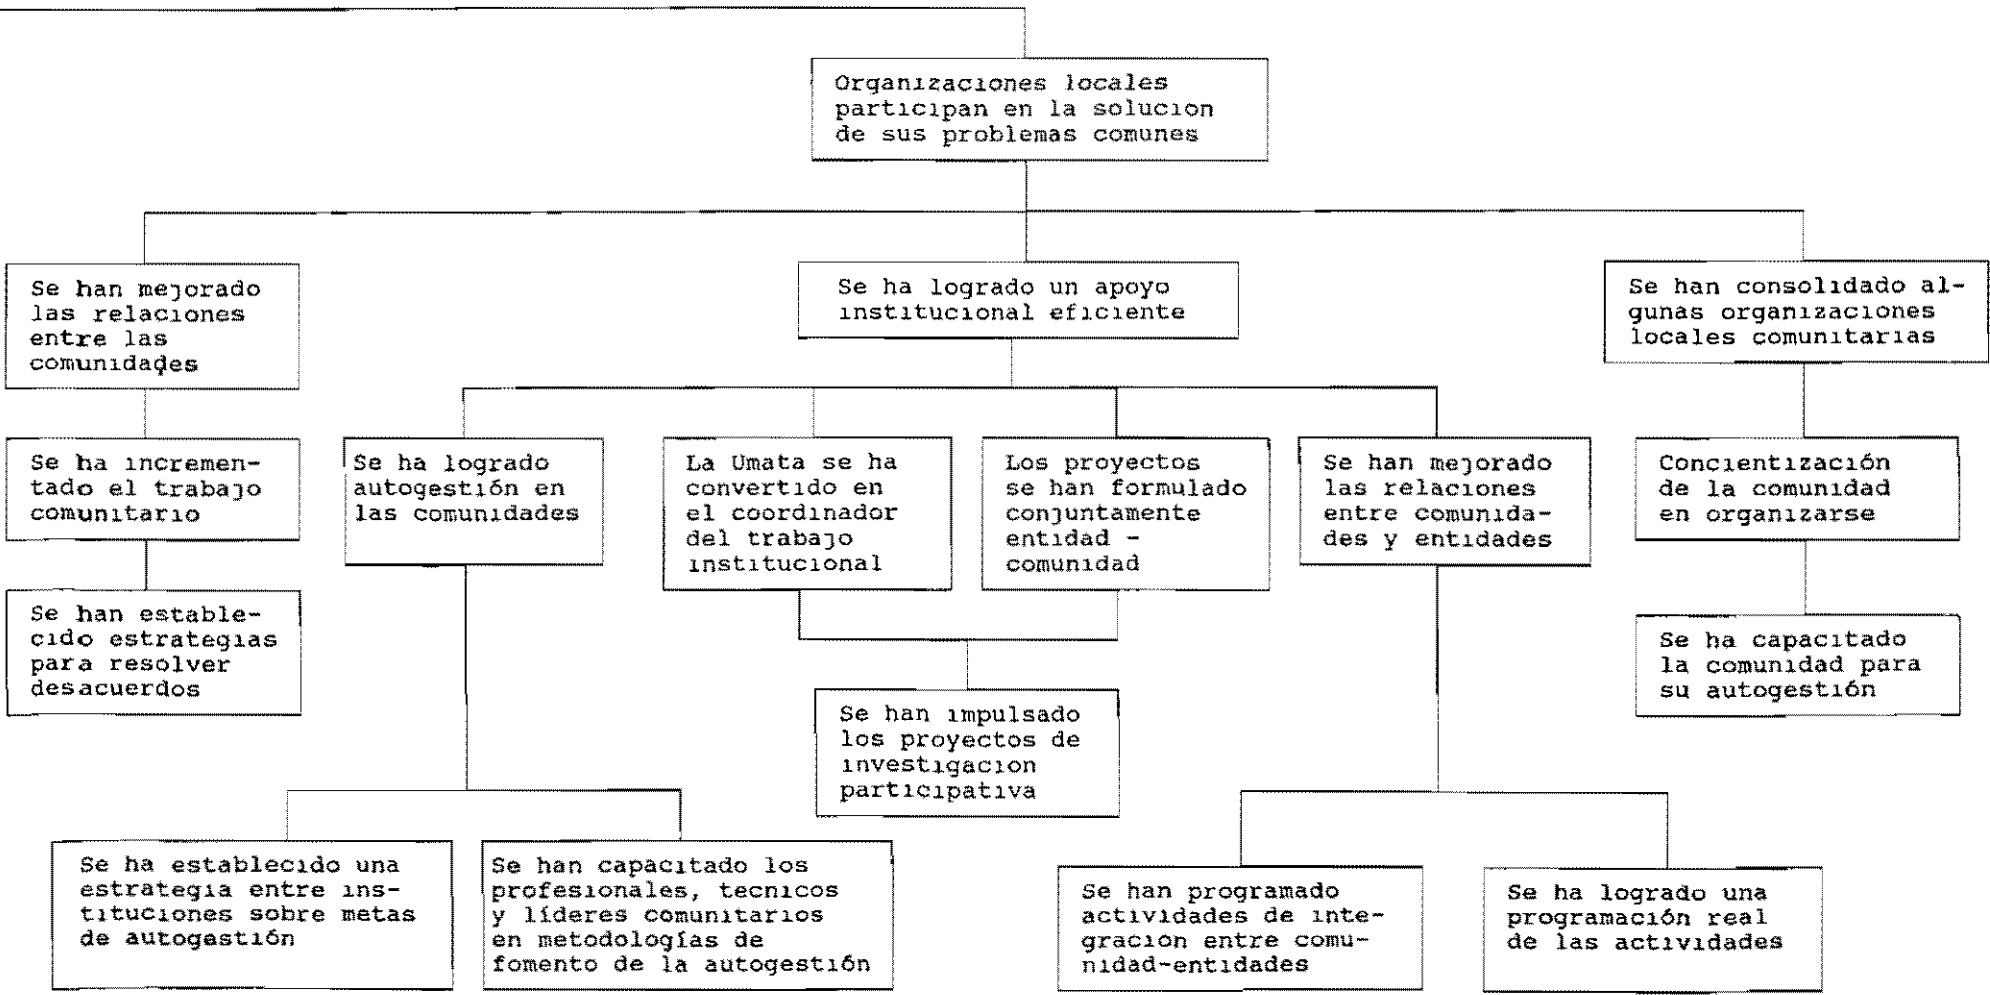 Organizaciones locales
participan en la solucion
de sus problemas comunes
Se han mejorado
las relaciones
entre las
comunidades
Se ha logrado un apoyo
institucional eficiente
Se han consolidado al-
gunas organizaciones
locales comunitarias
Se ha incremen-
tado el trabajo
comunitario
Se ha logrado
autogestión en
las comunidades
La Umata se ha
convertido en
el coordinador
del trabajo
institucional
Los proyectos
se han formulado
conjuntamente
entidad -
comunidad
Se han mejorado
las relaciones
entre comunida-
des y entidades
Concientización
de la comunidad
en organizarse
Se han estable-
cido estrategias
para resolver
desacuerdos
Se ha capacitado
la comunidad para
su autogestión
Se han impulsado
los proyectos de
investigacion
participativa
Se ha establecido una
estrategia entre ins-
tituciones sobre metas
de autogestión
Se han capacitado los
profesionales, tecnicos
y líderes comunitarios
en metodologías de
fomento de la autogestión
Se han programado
actividades de inte-
gracion entre comu-
nidad-entidades
Se ha logrado una
programación real
de las actividades